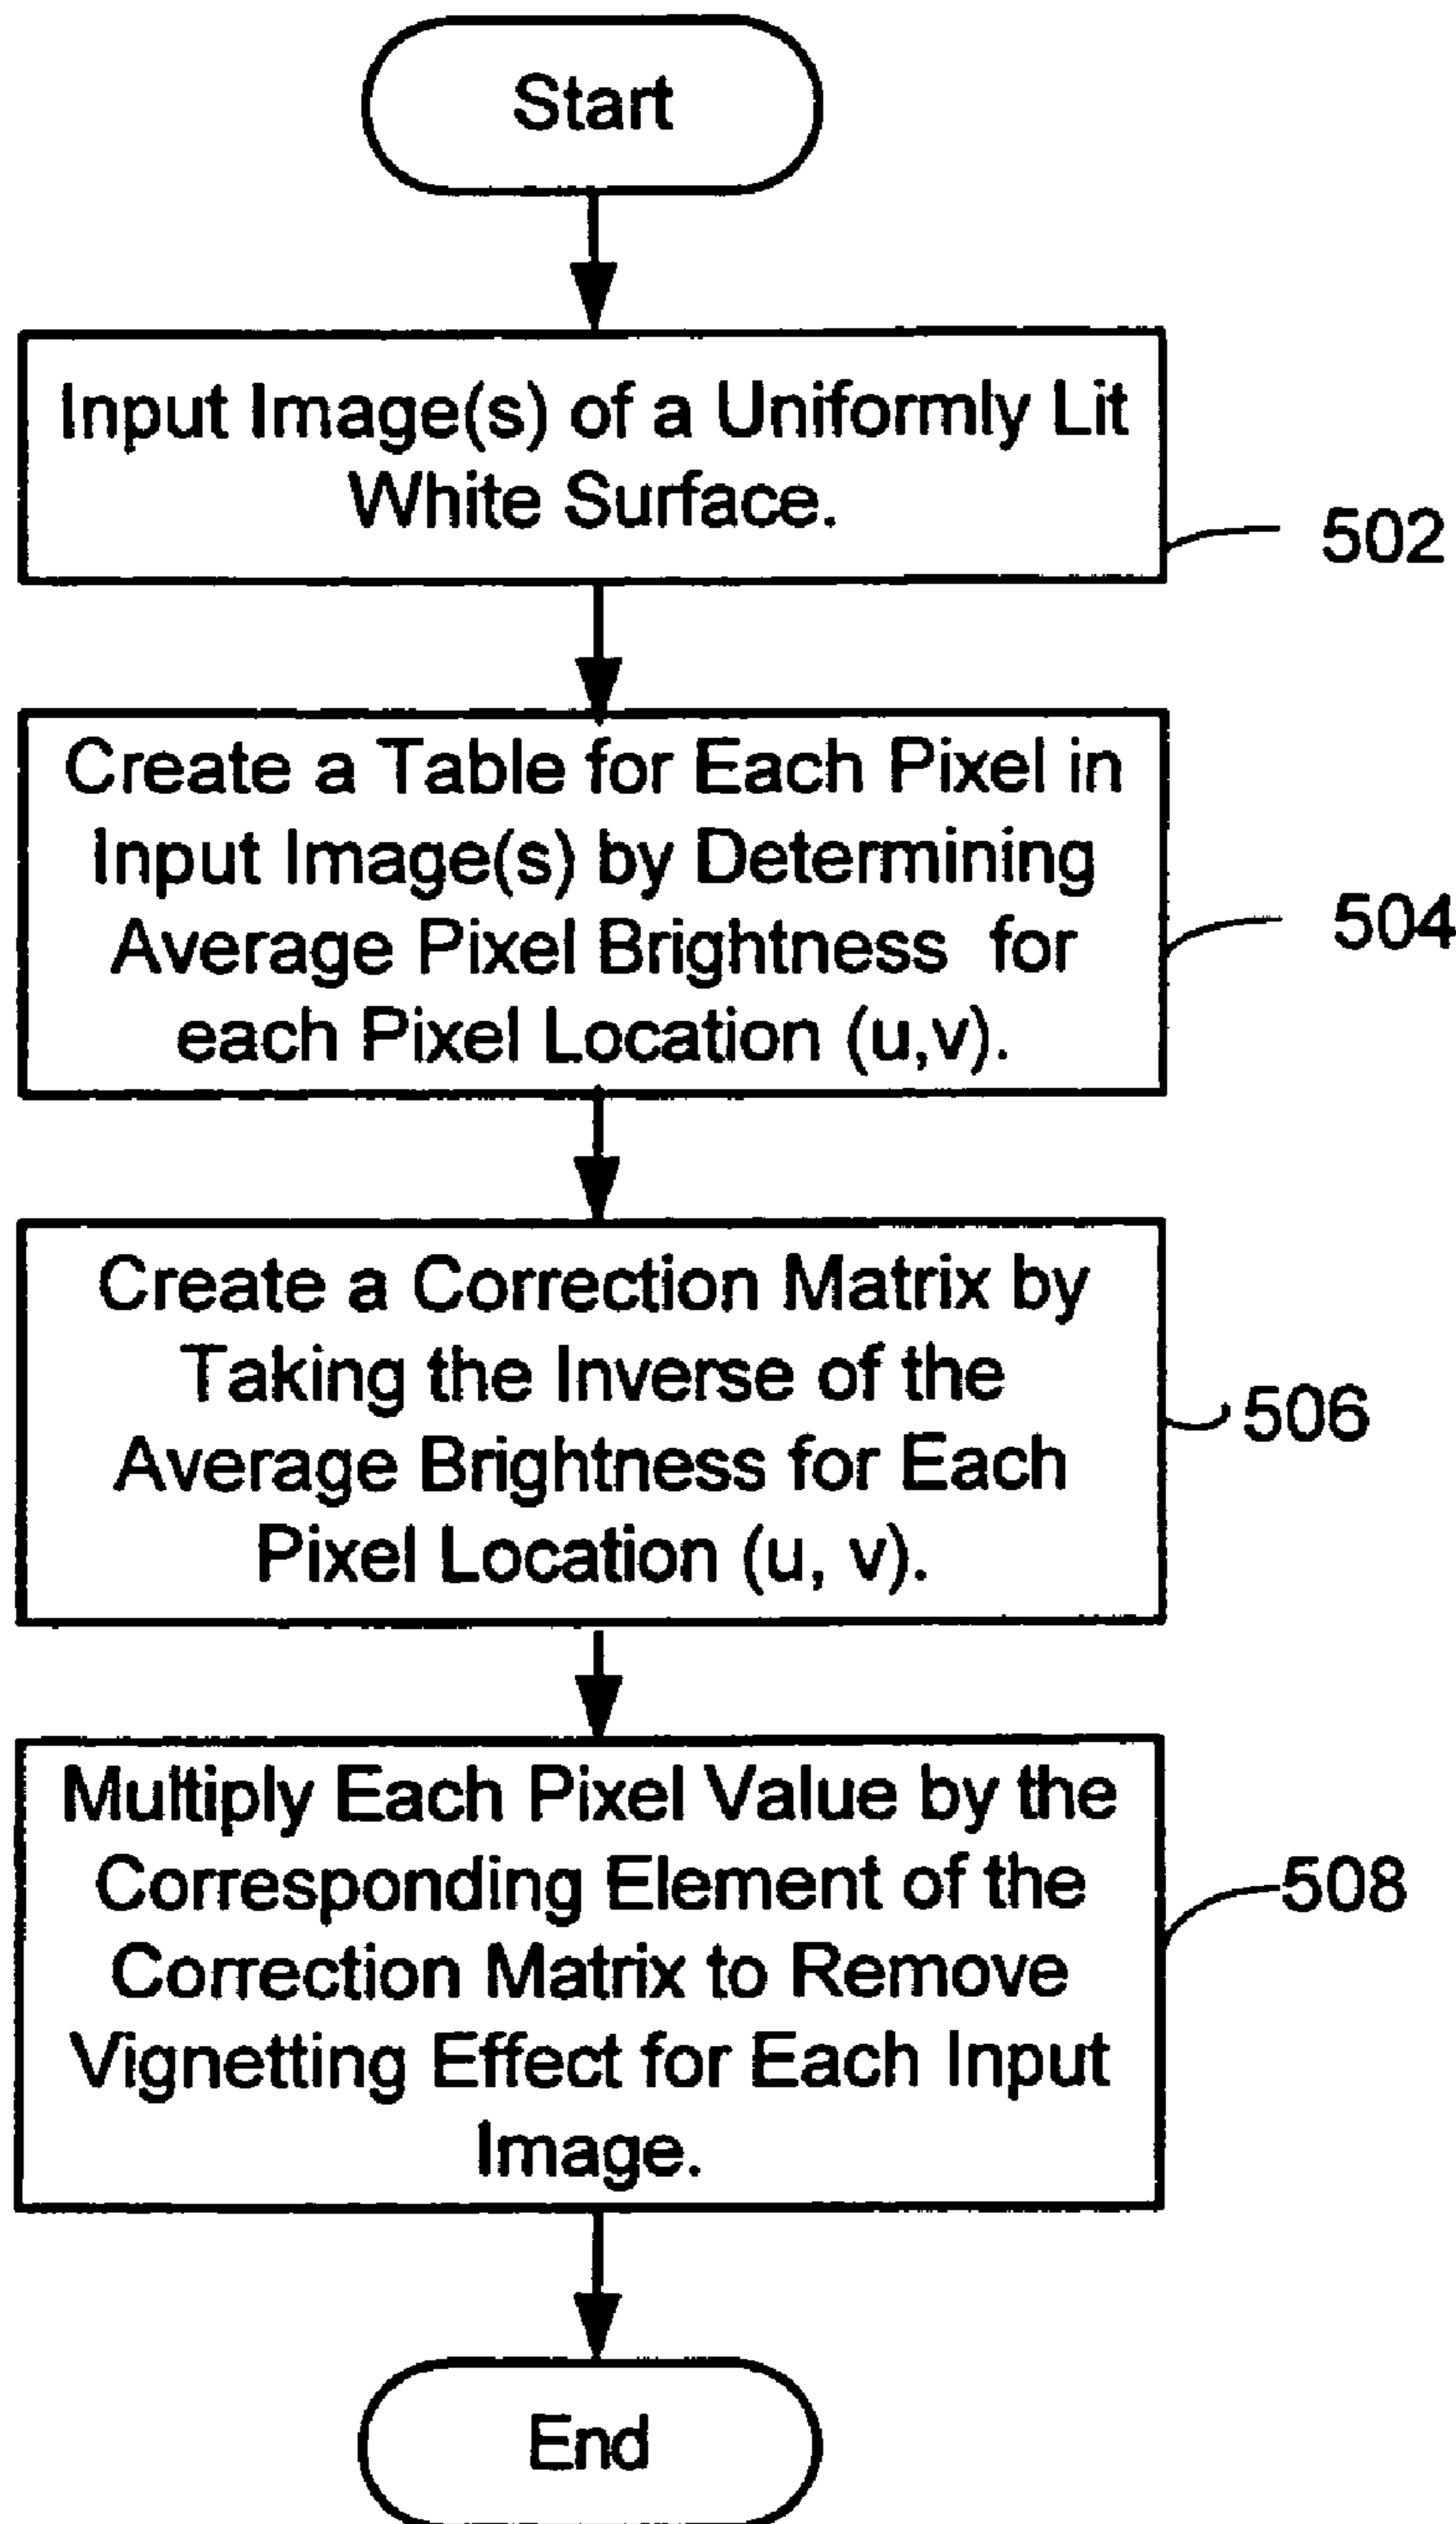 Start
Input Image(s) of a Uniformly Lit
White Surface.
502
Create a Table for Each Pixel in
Input Image(s) by Determining
Average Pixel Brightness for
each Pixel Location (u,v).
504
Create a Correction Matrix by
Taking the Inverse of the
Average Brightness for Each
Pixel Location (u, v).
506
Multiply Each Pixel Value by the
Corresponding Element of the
Correction Matrix to Remove
Vignetting Effect for Each Input
Image.
508
End